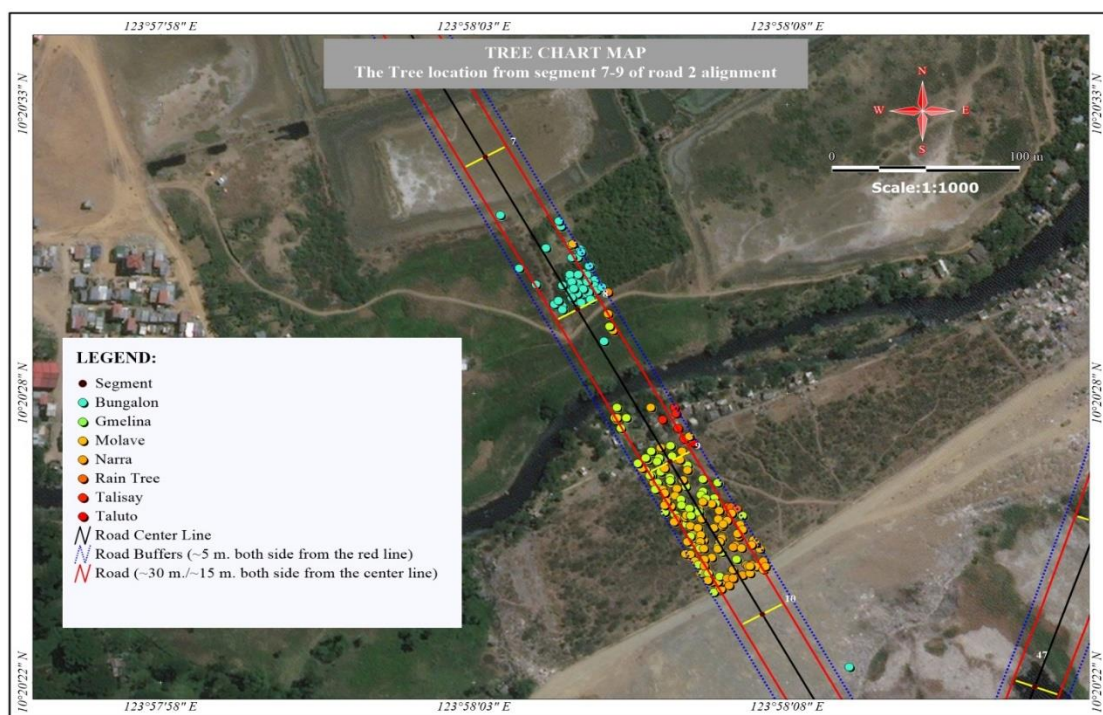 123°57'58" E 123°58'03" E 123°58'08" E
TREE CHART MAP
The Tree location from segment 7-9 of road 2 alignment
10°20'33" N
10°20'33" N
N
W E
S
0 100 m
Scale:1:1000
7
8
10°20'28" N
10°20'28" N
LEGEND:
Segment
Bungalon
Gmelina
Molave
Narra
Rain Tree
Talisay
Taluto
Road Center Line
Road Buffers (~5 m. both side from the red line)
Road (~30 m./~15 m. both side from the center line)
9
10
47
10°20'22" N
10°20'22" N
123°57'58" E 123°58'03" E 123°58'08" E